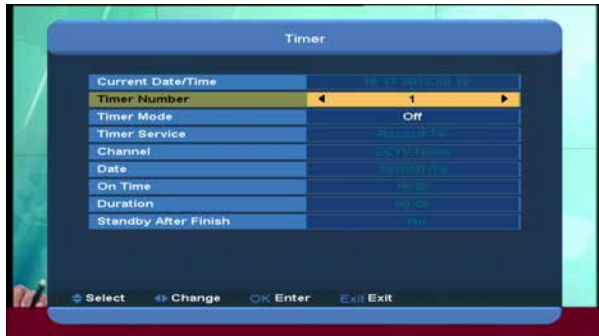 Timer
Current Date/Time
Timer Number 1
Timer Mode Off
Timer Service
Channel
Date
On Time
Duration
Standby After Finish No
Select Change OK Enter Exit Exit